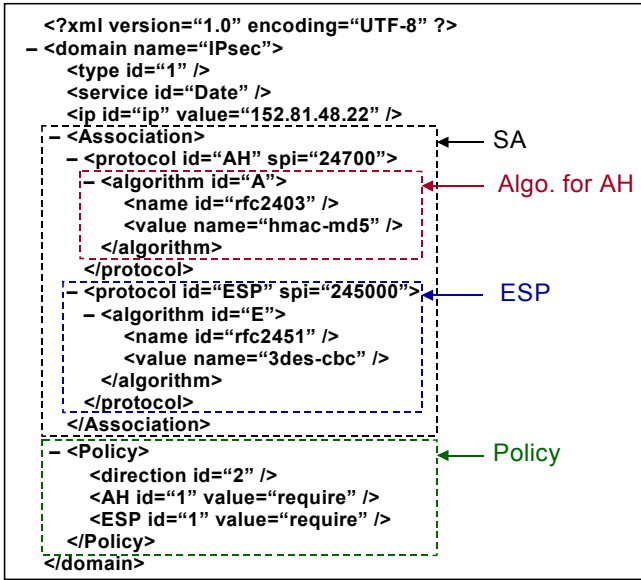 <?xml version=“1.0” encoding=“UTF-8” ?>
– <domain name=“IPsec”>
<type id=“1” />
<service id=“Date” />
<ip id=“ip” value=“152.81.48.22” />
– <Association>
SA
– <protocol id=“AH” spi=“24700”>
– <algorithm id=“A”>
Algo. for AH
<name id=“rfc2403” />
<value name=“hmac-md5” />
</algorithm>
</protocol>
– <protocol id=“ESP” spi=“245000”>
ESP
– <algorithm id=“E”>
<name id=“rfc2451” />
<value name=“3des-cbc” />
</algorithm>
</protocol>
</Association>
– <Policy>
Policy
<direction id=“2” />
<AH id=“1” value=“require” />
<ESP id=“1” value=“require” />
</Policy>
</domain>